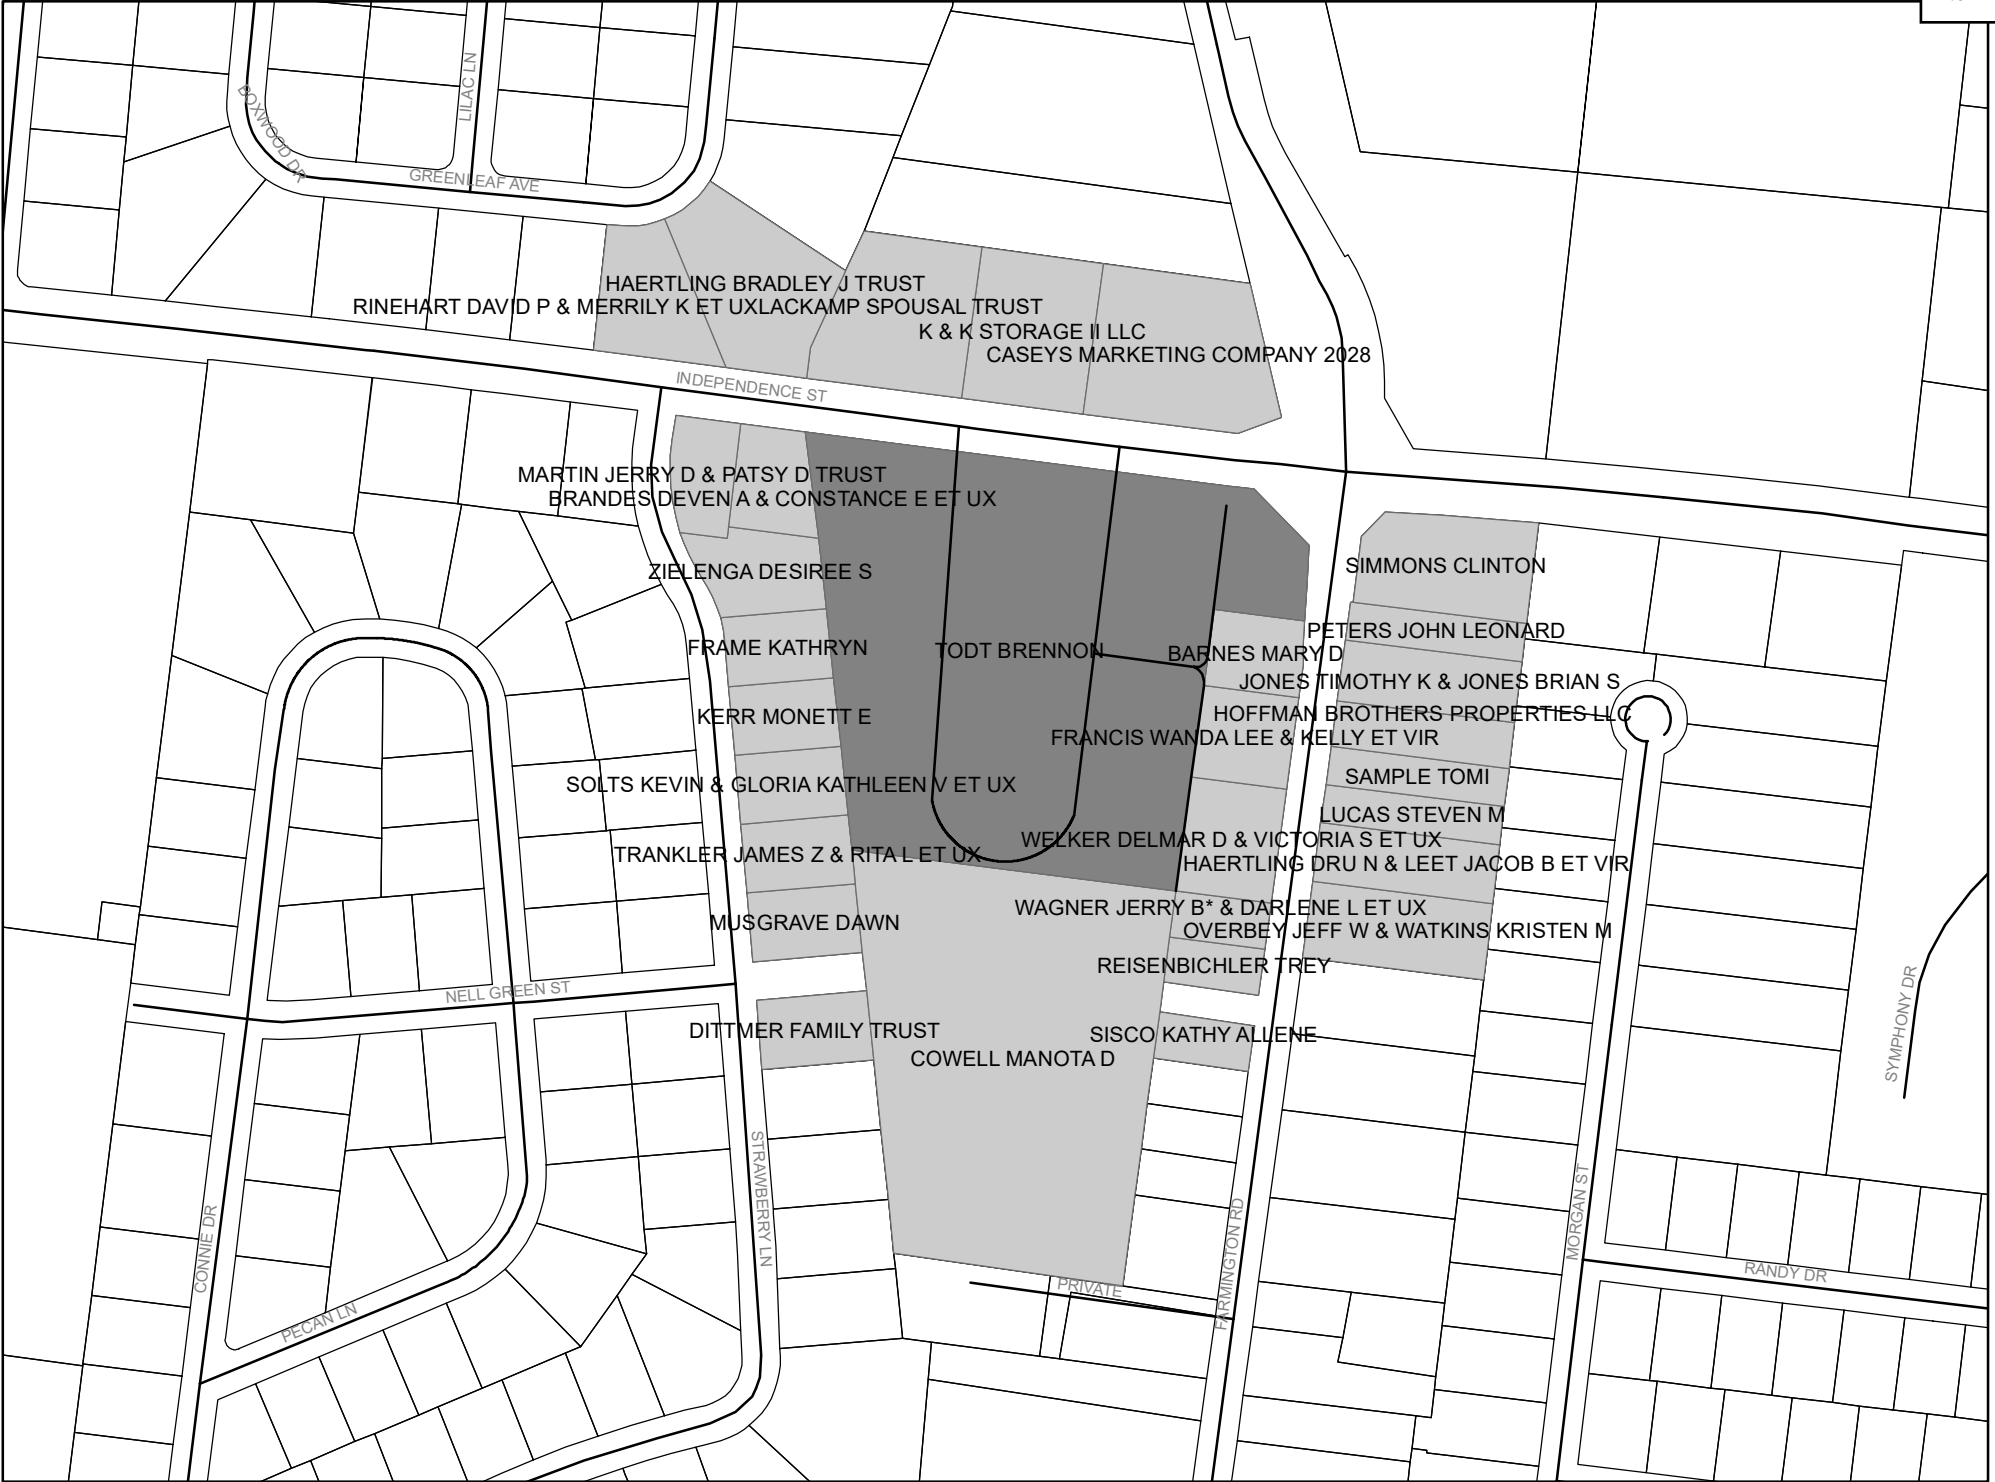 LILAC LN
BOXWOOD DR
GREENLEAF AVE
HAERTLING BRADLEY J TRUST
RINEHART DAVID P & MERRILY K ET UXLACKAMP SPOUSAL TRUST
K & K STORAGE II LLC
CASEYS MARKETING COMPANY 2028
INDEPENDENCE ST
MARTIN JERRY D & PATSY D TRUST
BRANDES DEVEN A & CONSTANCE E ET UX
ZIELENGA DESIREE S
SIMMONS CLINTON
PETERS JOHN LEONARD
FRAME KATHRYN
TODT BRENNON
BARNES MARY D
JONES TIMOTHY K & JONES BRIAN S
KERR MONETT E
HOFFMAN BROTHERS PROPERTIES LLC
FRANCIS WANDA LEE & KELLY ET VIR
SAMPLE TOMI
SOLTS KEVIN & GLORIA KATHLEEN V ET UX
LUCAS STEVEN M
WELKER DELMAR D & VICTORIA S ET UX
TRANKLER JAMES Z & RITA L ET UX
HAERTLING DRU N & LEET JACOB B ET VIR
WAGNER JERRY B* & DARLENE L ET UX
MUSGRAVE DAWN
OVERBEY JEFF W & WATKINS KRISTEN M
REISENBICHLER TREY
NELL GREEN ST
SYMPHONY DR
DITTMER FAMILY TRUST
SISCO KATHY ALLENE
COWELL MANOTA D
STRAWBERRY LN
MORGAN ST
CONNIE DR
FARMINGTON RD
RANDY DR
PRIVATE
PECAN LN